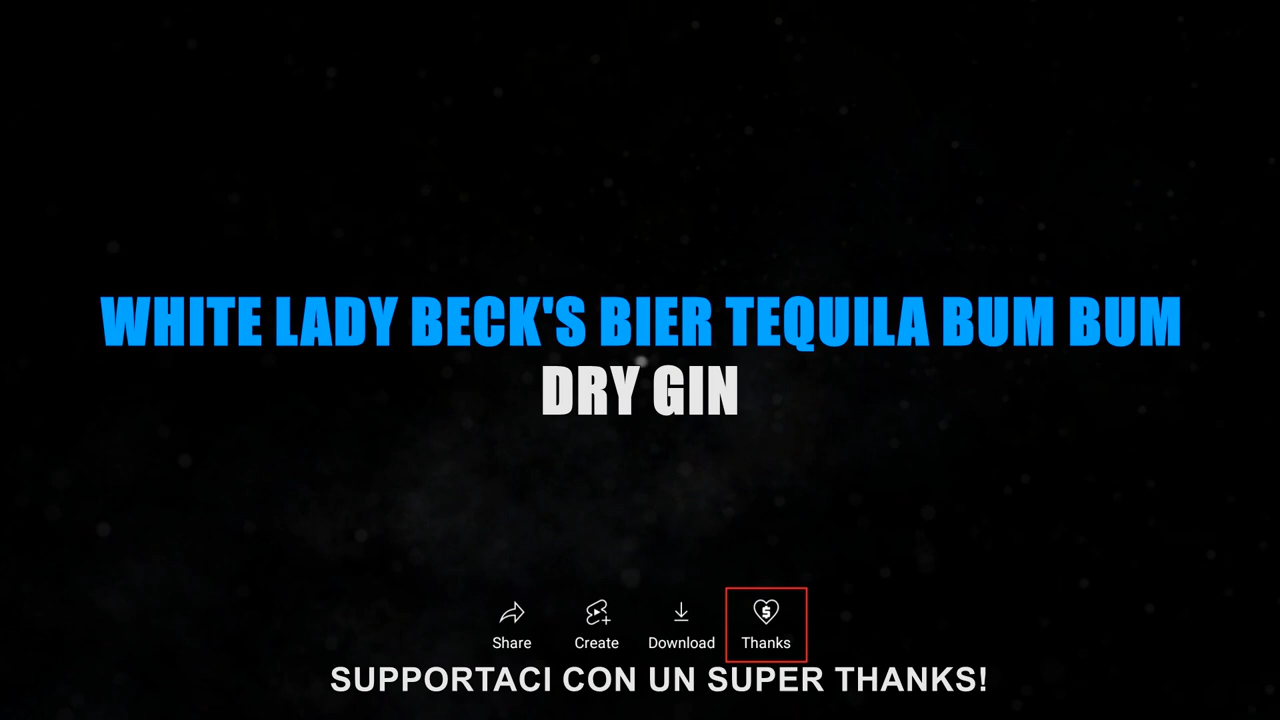 WHITE LADY BECK'S BIER TEQUILA BUM BUM
DRY GIN
Share Create Download Thanks
SUPPORTACI CON UN SUPER THANKS!